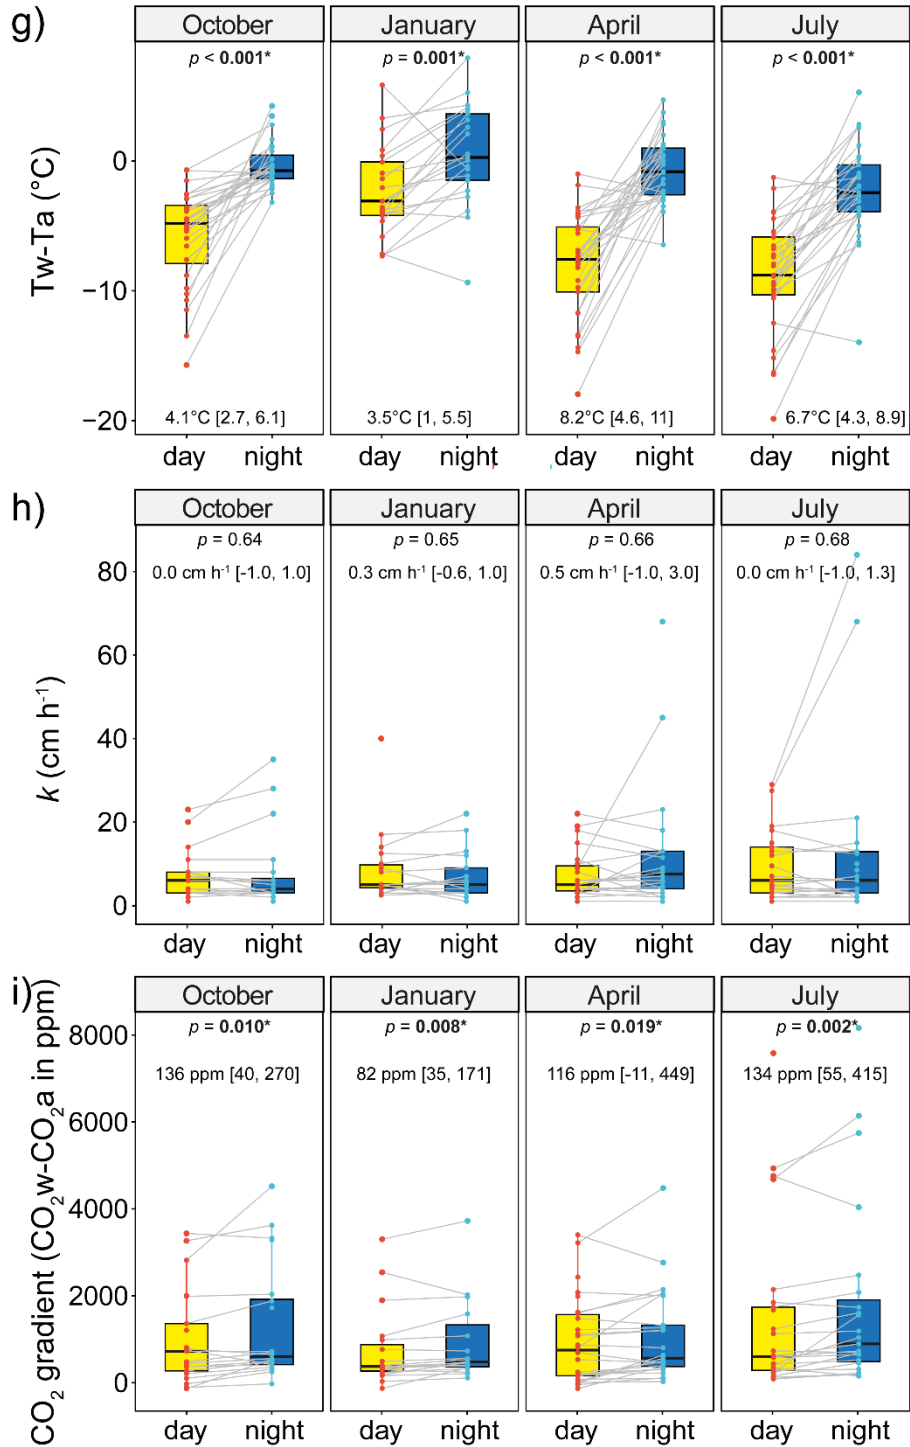 g)
October January April July
p < 0.001* p = 0.001* p < 0.001* p < 0.001*
Tw-Ta (°C)
0
−10
−20
4.1°C [2.7, 6.1] 3.5°C [1, 5.5] 8.2°C [4.6, 11] 6.7°C [4.3, 8.9]
day night day night day night day night
h)
October January April July
p = 0.64 p = 0.65 p = 0.66 p = 0.68
0.0 cm h⁻¹ [-1.0, 1.0] 0.3 cm h⁻¹ [-0.6, 1.0] 0.5 cm h⁻¹ [-1.0, 3.0] 0.0 cm h⁻¹ [-1.0, 1.3]
k (cm h⁻¹)
80
60
40
20
0
day night day night day night day night
i)
October January April July
p = 0.010* p = 0.008* p = 0.019* p = 0.002*
136 ppm [40, 270] 82 ppm [35, 171] 116 ppm [-11, 449] 134 ppm [55, 415]
CO₂ gradient (CO₂w-CO₂a in ppm)
8000
6000
4000
2000
0
day night day night day night day night